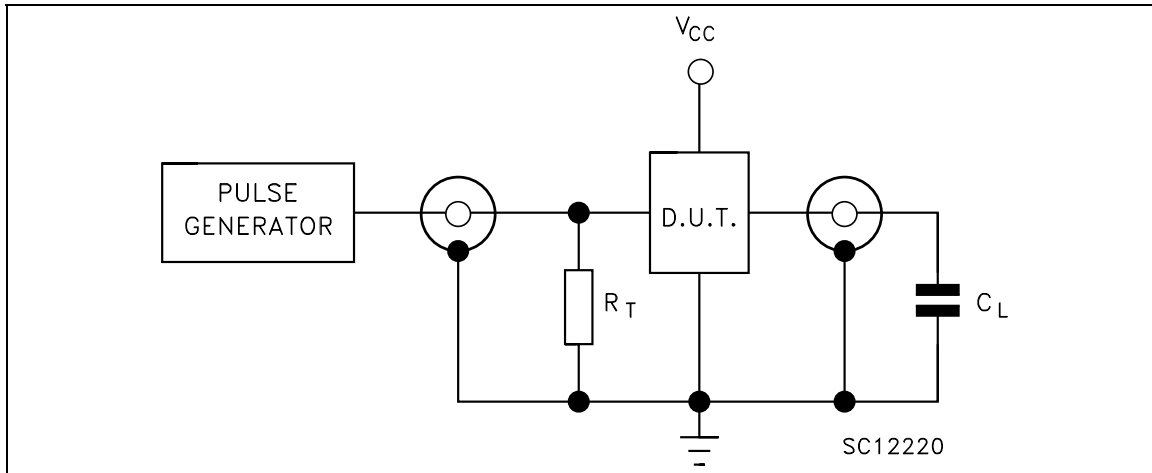 VCC
PULSE
GENERATOR
D.U.T.
RT
CL
SC12220